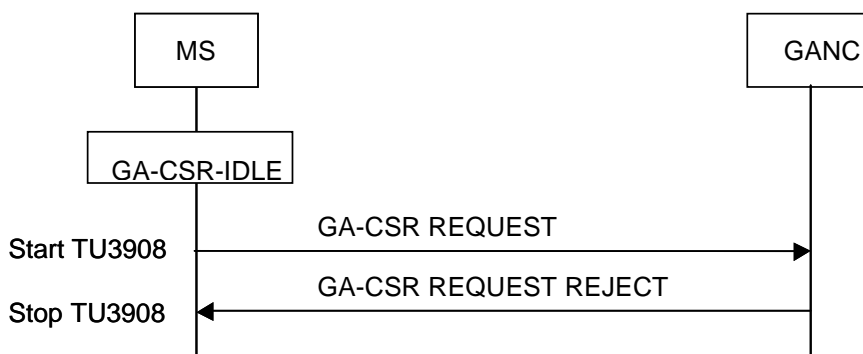 MS
GANC
GA-CSR-IDLE
GA-CSR REQUEST
Start TU3908
GA-CSR REQUEST REJECT
Stop TU3908